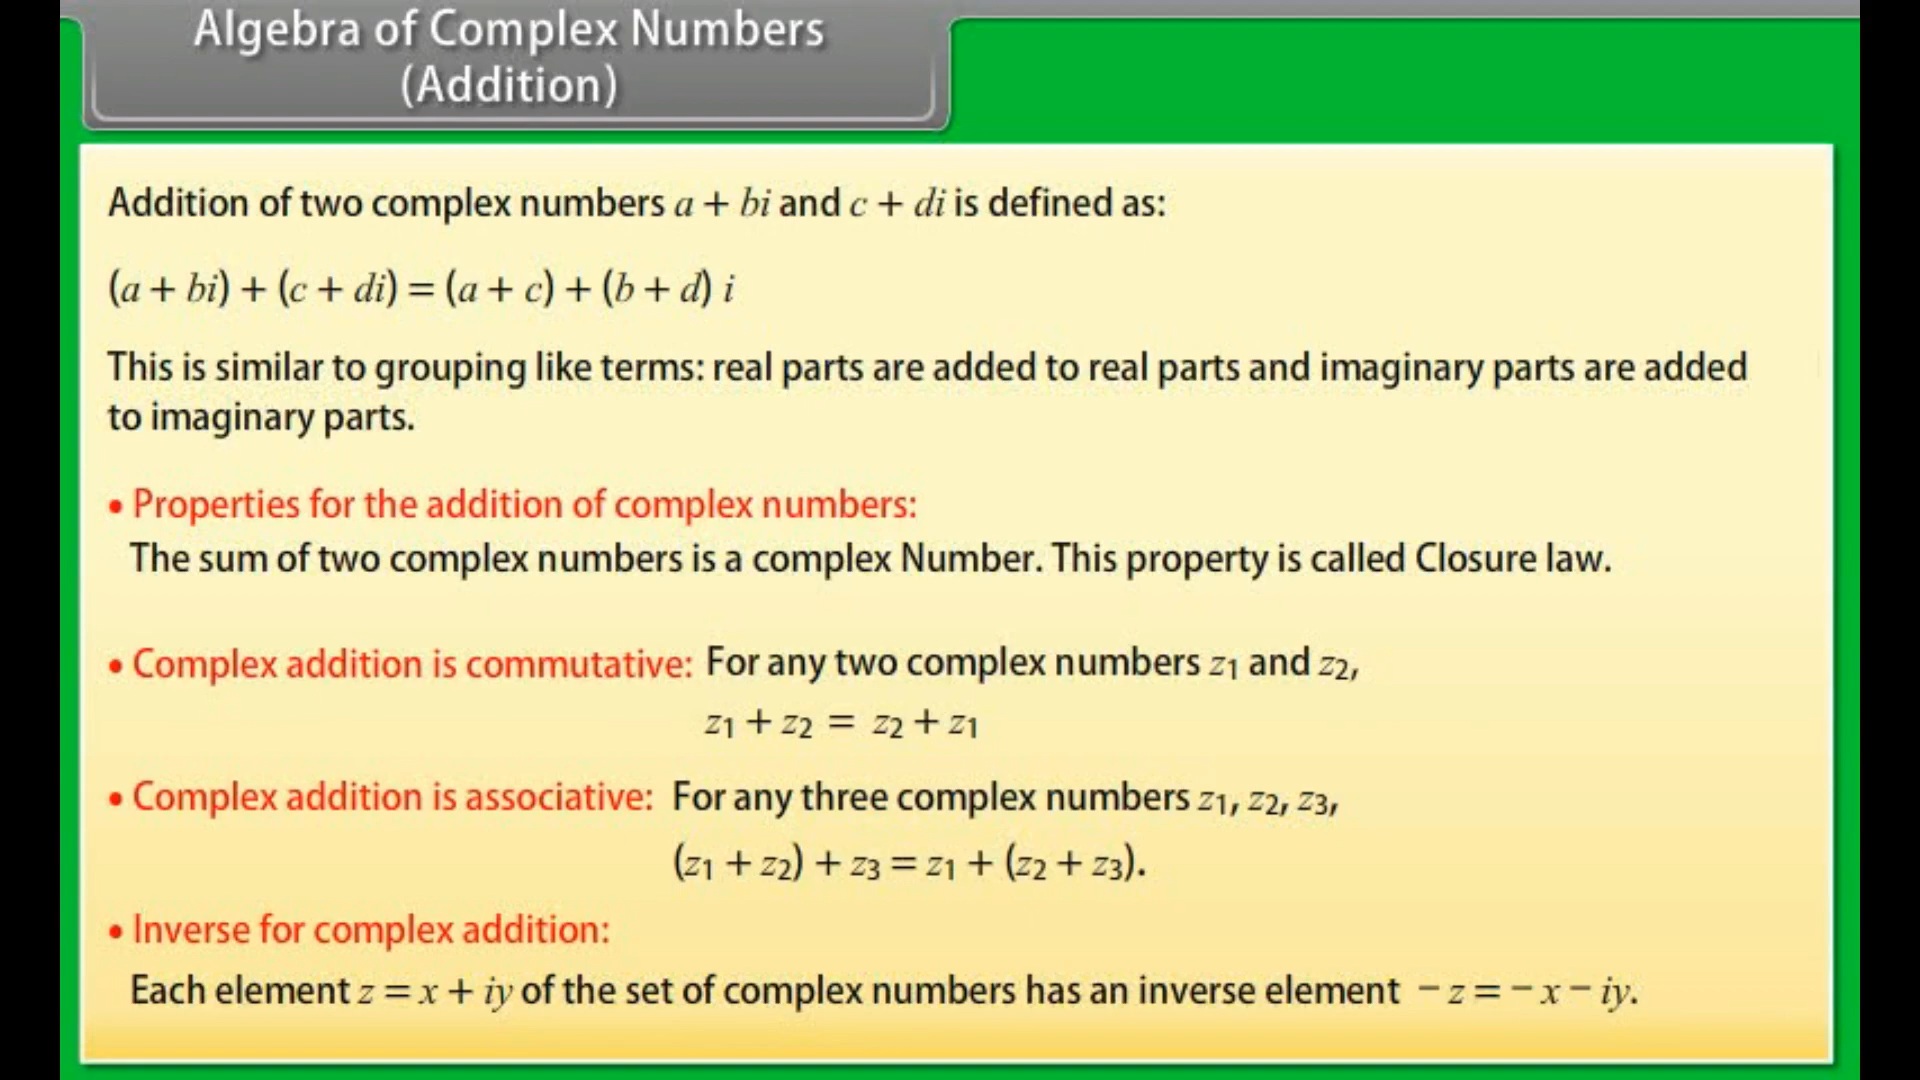 Algebra of Complex Numbers
(Addition)
Addition of two complex numbers a + bi and c + di is defined as:
(a + bi) + (c + di) = (a + c) + (b + d) i
This is similar to grouping like terms: real parts are added to real parts and imaginary parts are added
to imaginary parts.
• Properties for the addition of complex numbers:
The sum of two complex numbers is a complex Number. This property is called Closure law.
• Complex addition is commutative: For any two complex numbers z1 and z2,
z1 + z2 = z2 + z1
• Complex addition is associative: For any three complex numbers z1, z2, z3,
(z1 + z2) + z3 = z1 + (z2 + z3).
• Inverse for complex addition:
Each element z = x + iy of the set of complex numbers has an inverse element − z = − x − iy.